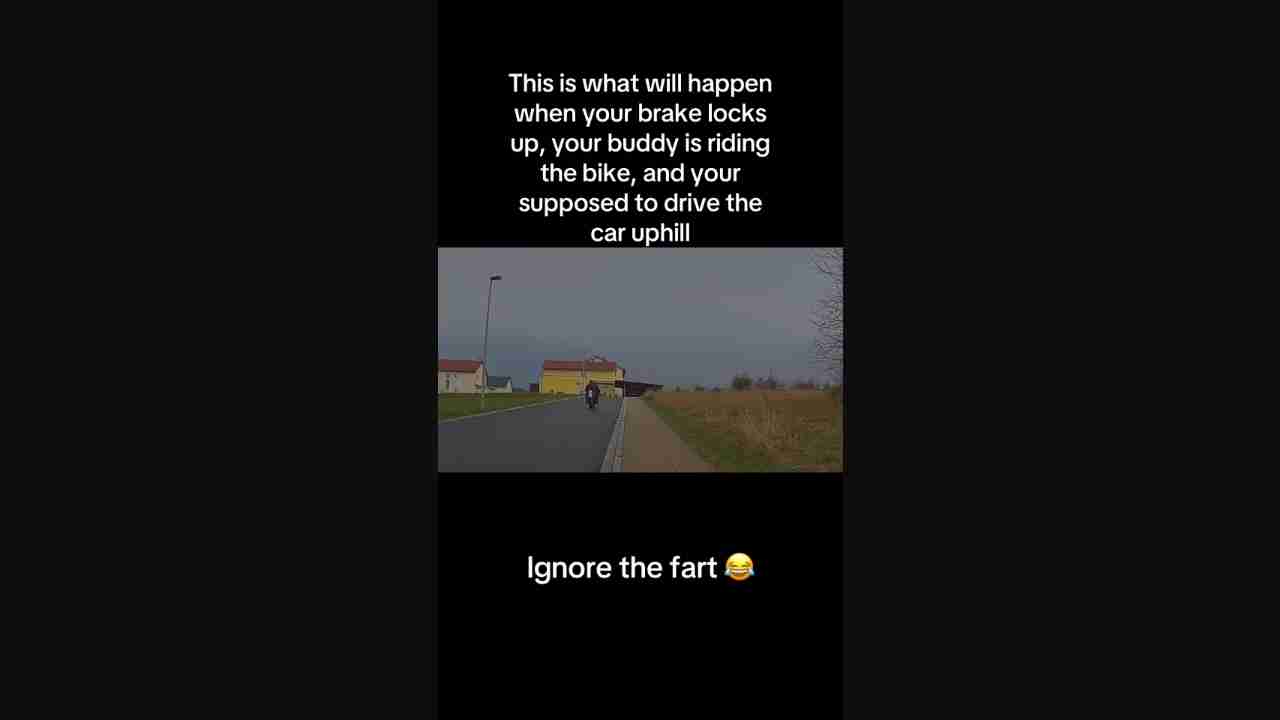 This is what will happen
when your brake locks
up, your buddy is riding
the bike, and your
supposed to drive the
car uphill
Ignore the fart 😂